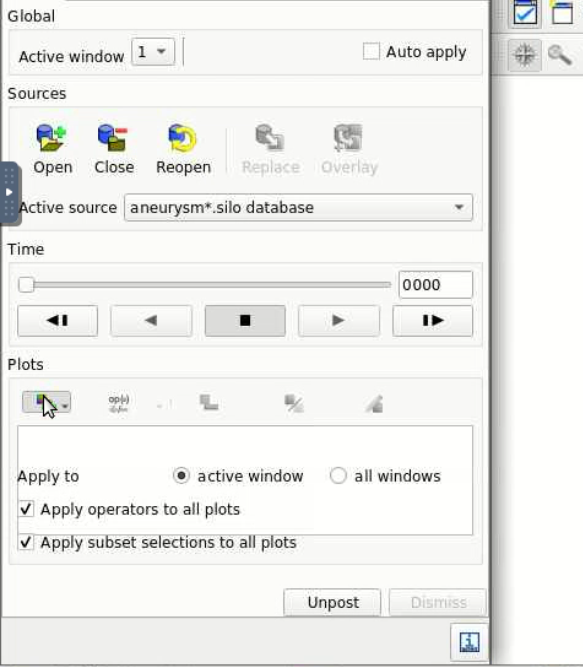 Global
Active window 1 Auto apply
Sources
Open Close Reopen Replace Overlay
Active source aneurysm*.silo database
Time
0000
Plots
Apply to active window all windows
Apply operators to all plots
Apply subset selections to all plots
Unpost Dismiss